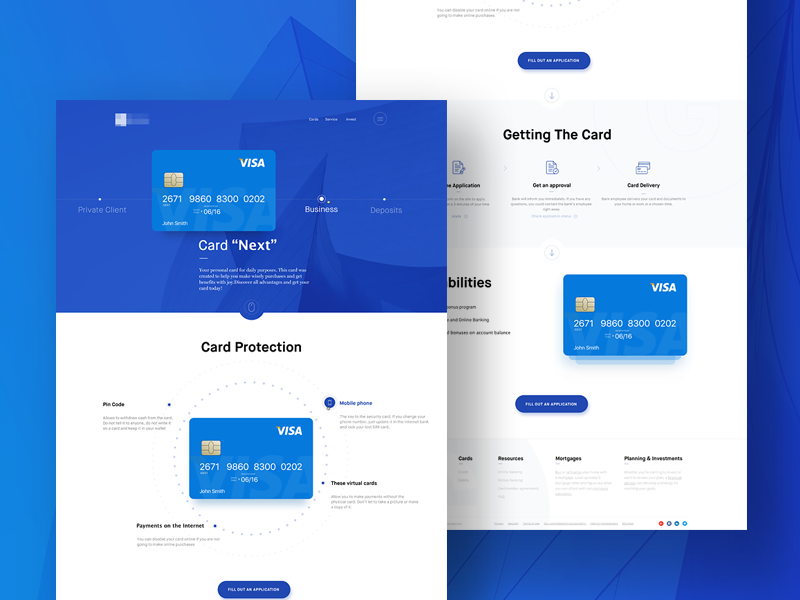 Cards Service Invest
VISA
2671 9860 8300 0202
06/16
John Smith
Private Client
Business
Deposits
Card “Next”
Your personal card for daily purposes. This card was
created to help you make wisely purchases and get
benefits with joy. Discover all advantages and get your
card today!
Card Protection
Pin Code
Allows to withdraw cash from the card.
Do not tell it to anyone, do not write it
on a card and keep it to your wallet
Mobile phone
The key to the security card. If you change your
phone number, just update it in the internet bank
and lock your lost SIM card.
VISA
2671 9860 8300 0202
06/16
John Smith
These virtual cards
Allow you to make payments without the
physical card. Don't let to take a picture or make
a copy of it.
Payments on the Internet
You can disable your card online if you are not
going to make online purchases.
FILL OUT AN APPLICATION
You can disable your card online if you are not
going to make online purchases.
FILL OUT AN APPLICATION
Getting The Card
Application
Get an approval
Bank will inform you immediately. If you have any
questions, you could contact the bank's employee
right away.
Check application status
Card Delivery
Bank employee will bring your card and documents to
your home or work at a chosen time.
bilities
onus program
and Online Banking
bonuses on account balance
VISA
2671 9860 8300 0202
06/16
John Smith
FILL OUT AN APPLICATION
Cards
Resources
Mortgages
Planning & Investments